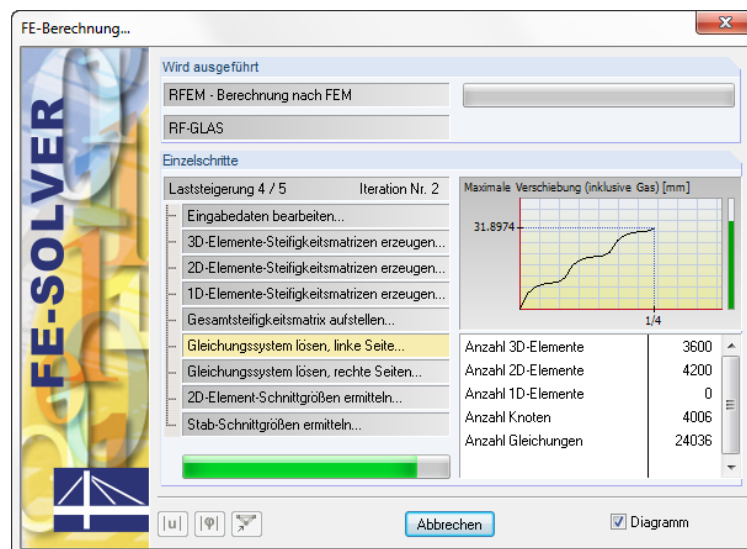 FE-Berechnung...
FE-SOLVER
Wird ausgeführt
RFEM - Berechnung nach FEM
RF-GLAS
Einzelschritte
Laststeigerung 4 / 5 Iteration Nr. 2
Eingabedaten bearbeiten...
3D-Elemente-Steifigkeitsmatrizen erzeugen...
2D-Elemente-Steifigkeitsmatrizen erzeugen...
1D-Elemente-Steifigkeitsmatrizen erzeugen...
Gesamtsteifigkeitsmatrix aufstellen...
Gleichungssystem lösen, linke Seite...
Gleichungssystem lösen, rechte Seiten...
2D-Element-Schnittgrößen ermitteln...
Stab-Schnittgrößen ermitteln...
Maximale Verschiebung (inklusive Gas) [mm]
31.8974
1/4
Anzahl 3D-Elemente 3600
Anzahl 2D-Elemente 4200
Anzahl 1D-Elemente 0
Anzahl Knoten 4006
Anzahl Gleichungen 24036
|u| |φ|
Abbrechen
Diagramm